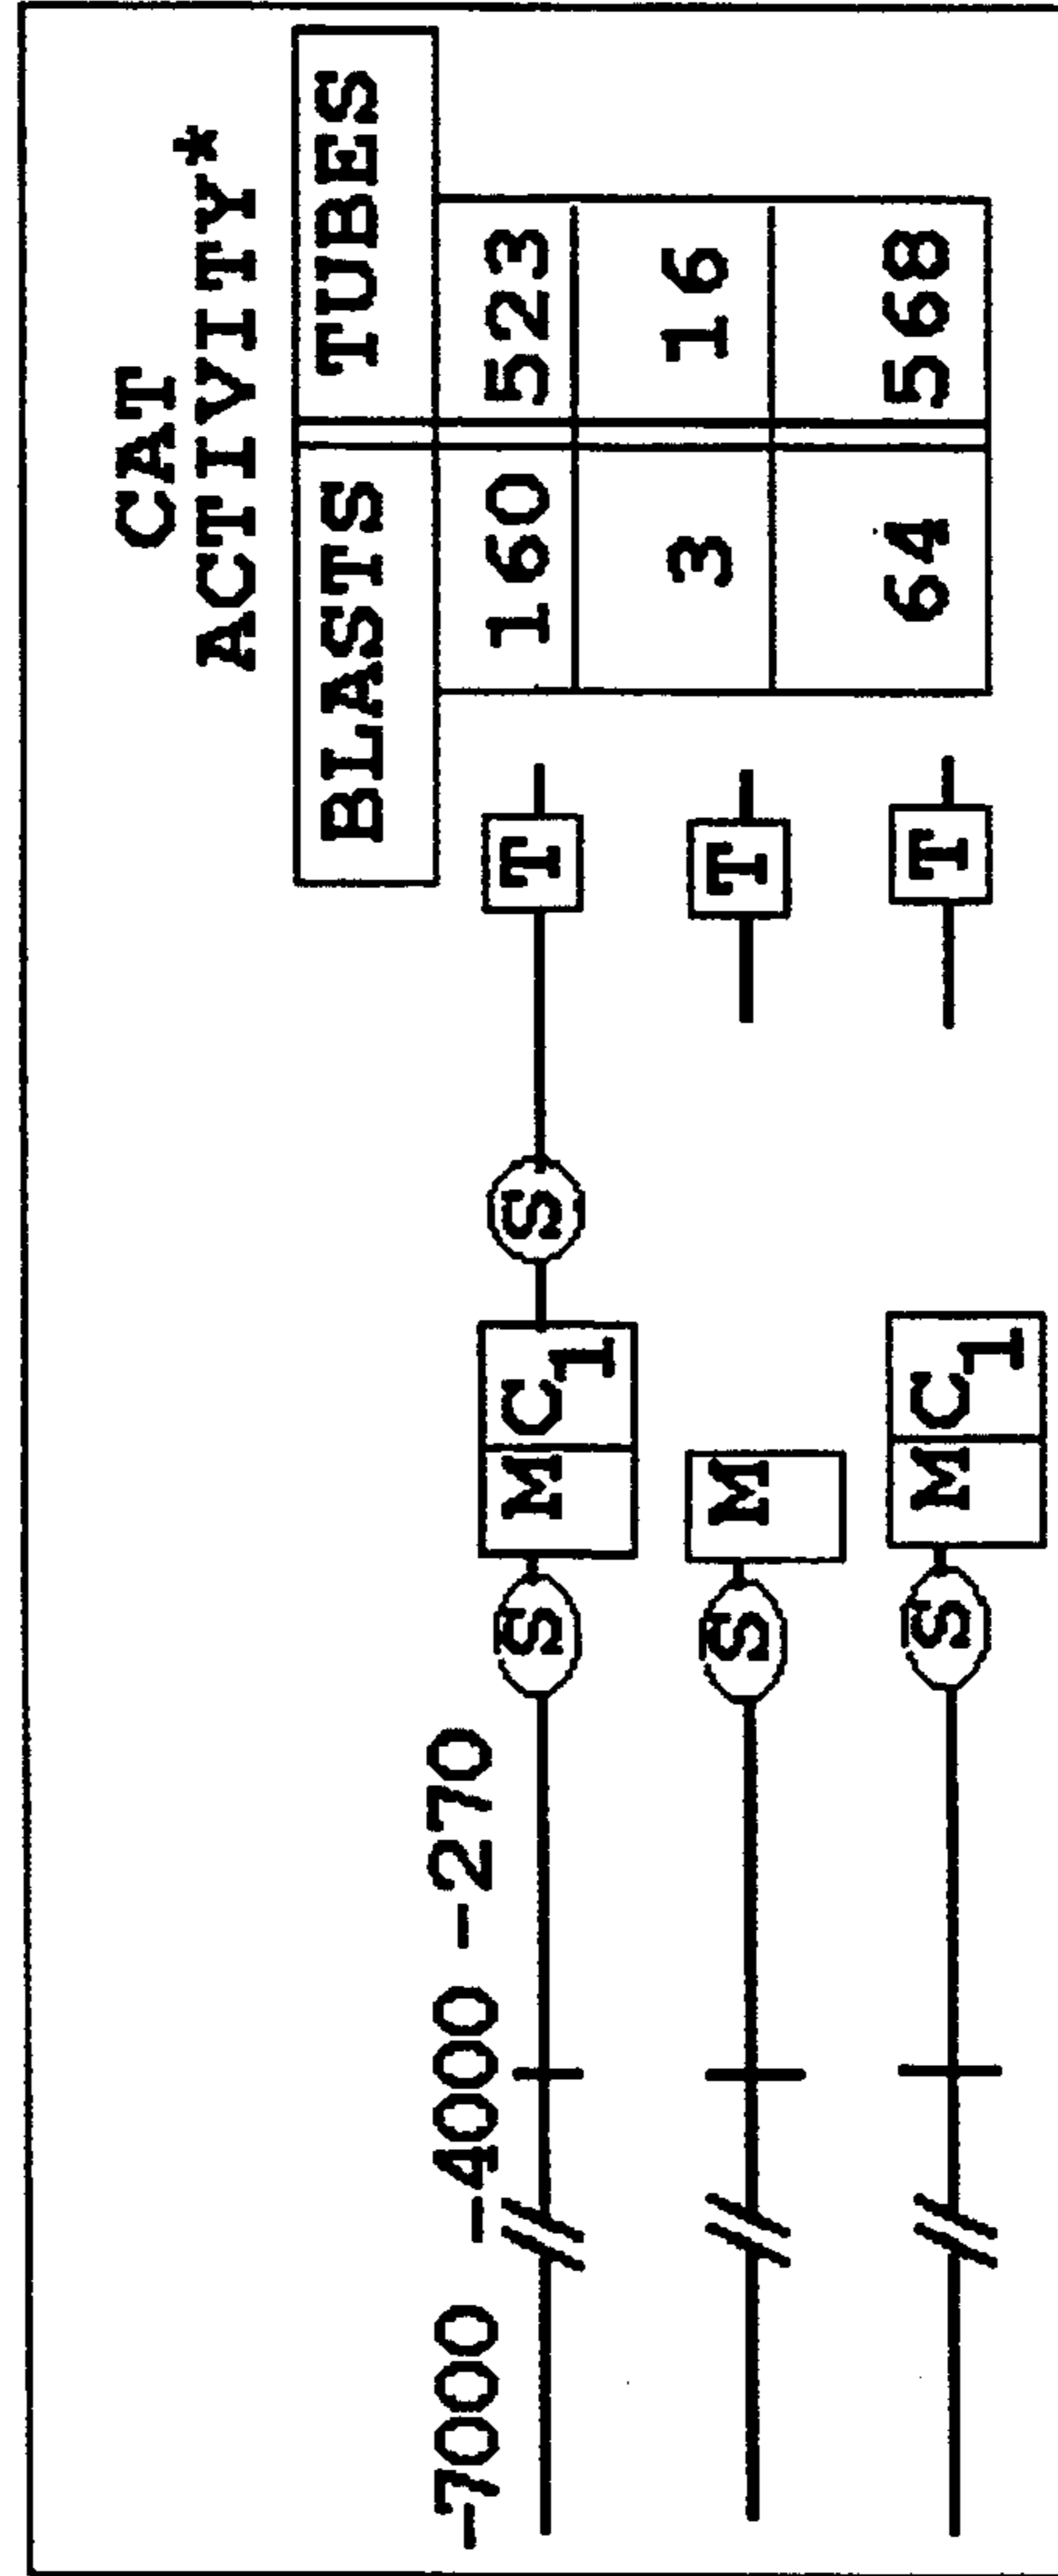 CAT
ACTIVITY*
BLASTS TUBES
-7000 -4000 -270
S M C1 S T 160 523
S M T 3 16
S M C1 T 64 568